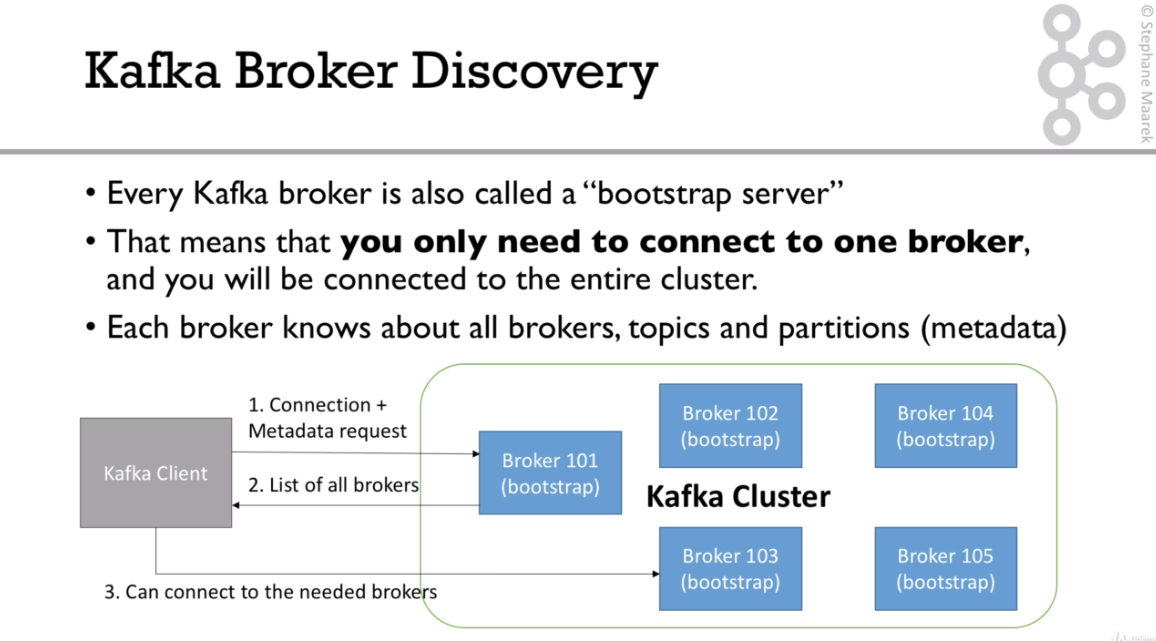 © Stephane Maarek
Kafka Broker Discovery
• Every Kafka broker is also called a “bootstrap server”
• That means that you only need to connect to one broker,
and you will be connected to the entire cluster.
• Each broker knows about all brokers, topics and partitions (metadata)
Kafka Client
1. Connection +
Metadata request
2. List of all brokers
3. Can connect to the needed brokers
Broker 101
(bootstrap)
Broker 102
(bootstrap)
Broker 104
(bootstrap)
Kafka Cluster
Broker 103
(bootstrap)
Broker 105
(bootstrap)